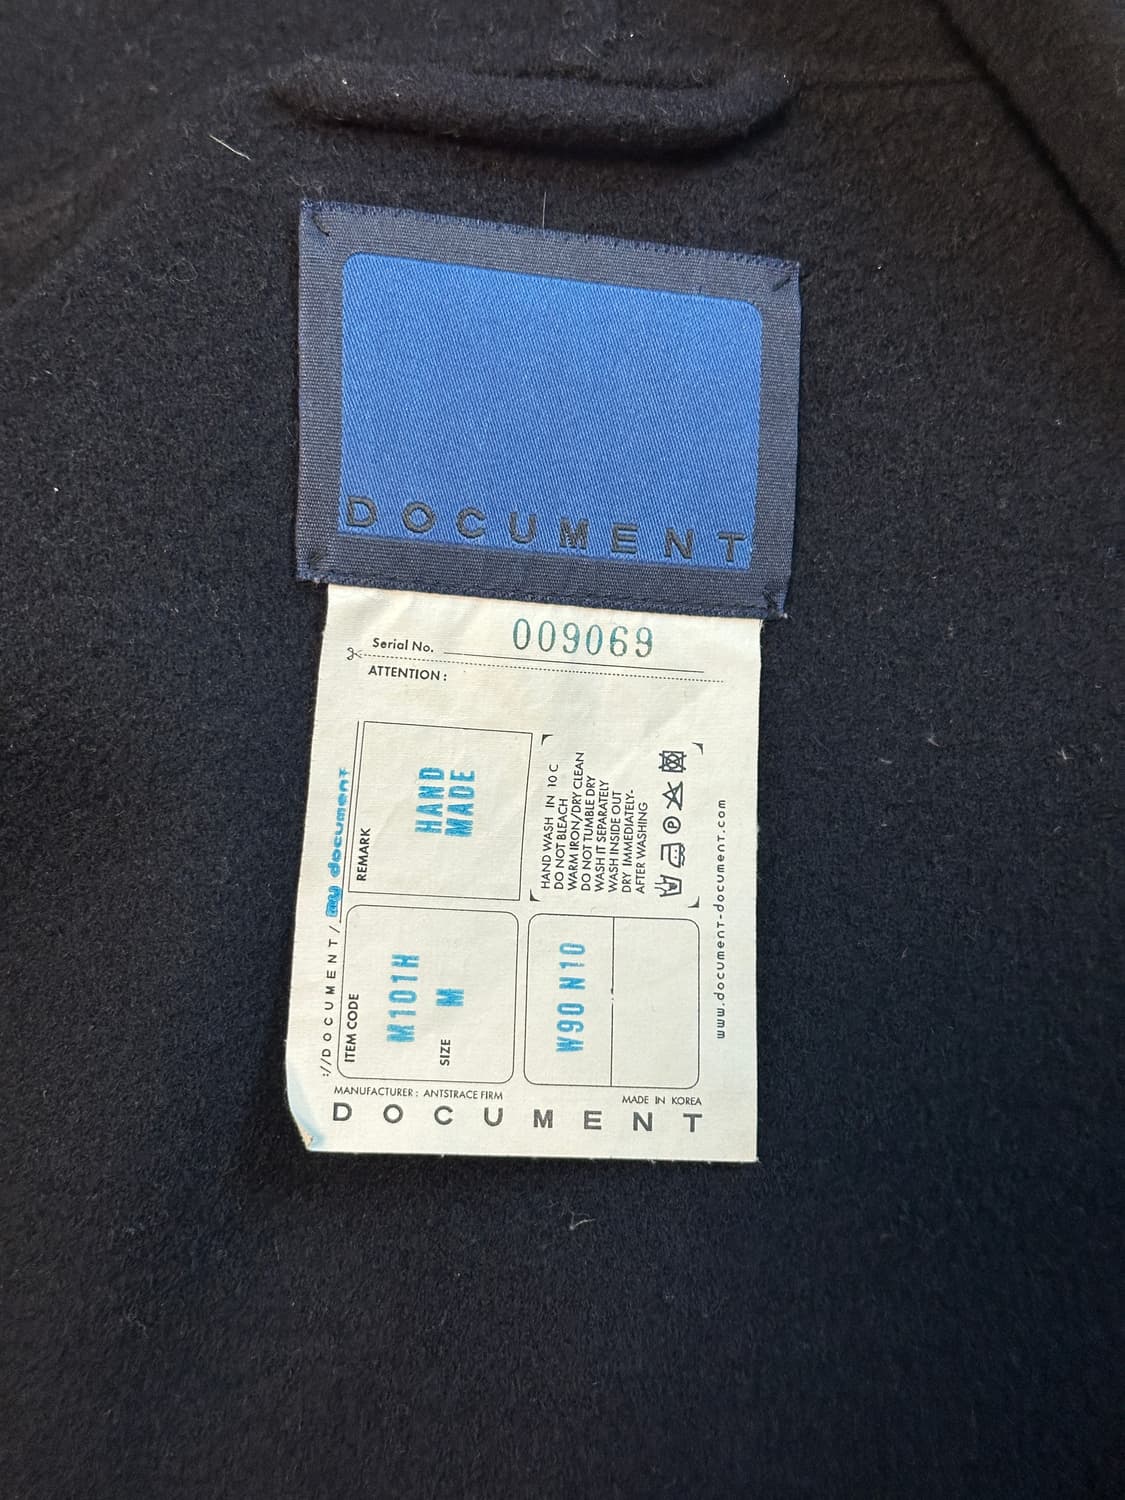 DOCUMENT
Serial No. 009069
ATTENTION :
://DOCUMENT/my document
REMARK
HAND
MADE
HAND WASH IN 10 C
DO NOT BLEACH
WARM IRON/DRY CLEAN
DO NOT TUMBLE DRY
WASH IT SEPARATELY
WASH INSIDE OUT
DRY IMMEDIATELY-
AFTER WASHING
P
ITEM CODE
M101H
SIZE M
W90 N10
www.document-document.com
MANUFACTURER : ANTSTRACE FIRM
MADE IN KOREA
DOCUMENT